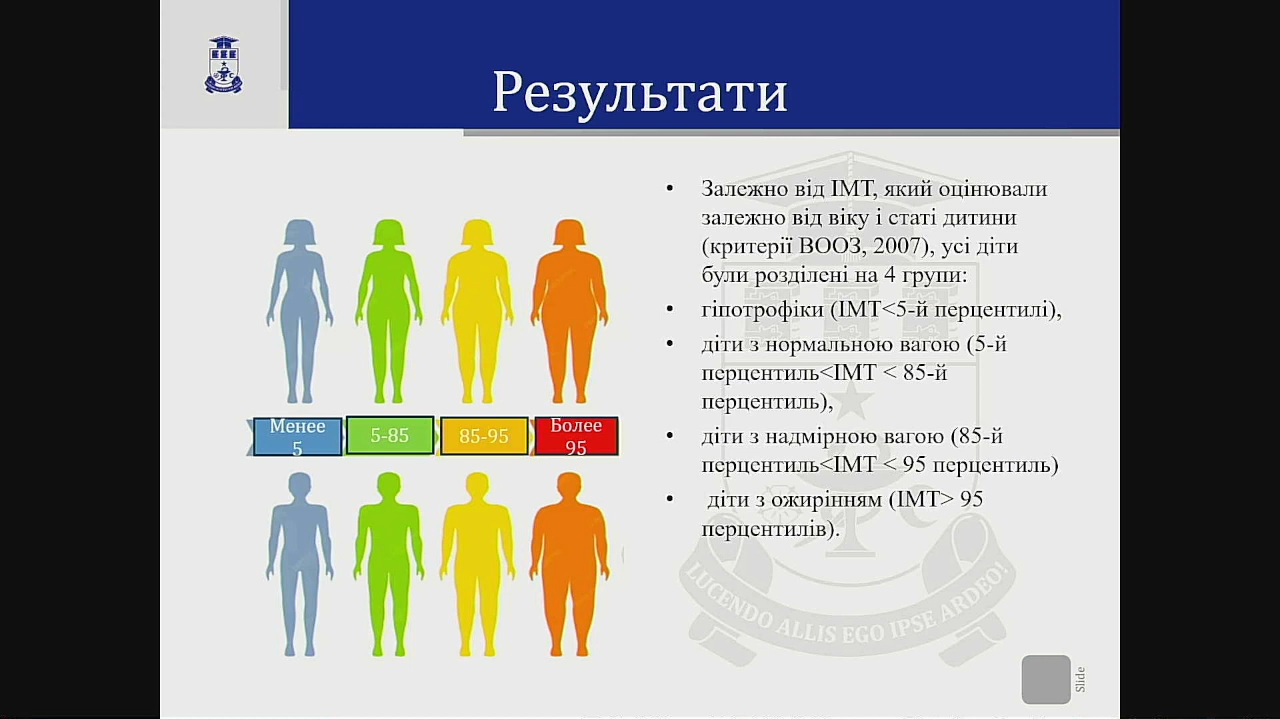 Результати
Залежно від ІМТ, який оцінювали
залежно від віку і статі дитини
(критерії ВООЗ, 2007), усі діти
були розділені на 4 групи:
гіпотрофіки (ІМТ<5-й перцентилі),
діти з нормальною вагою (5-й
перцентиль<ІМТ < 85-й
перцентиль),
діти з надмірною вагою (85-й
перцентиль<ІМТ < 95 перцентиль)
діти з ожирінням (ІМТ> 95
перцентилів).
Менее
5
5-85
85-95
Более
95
LUCENDO ALLIS EGO IPSE ARDEO!
Slide